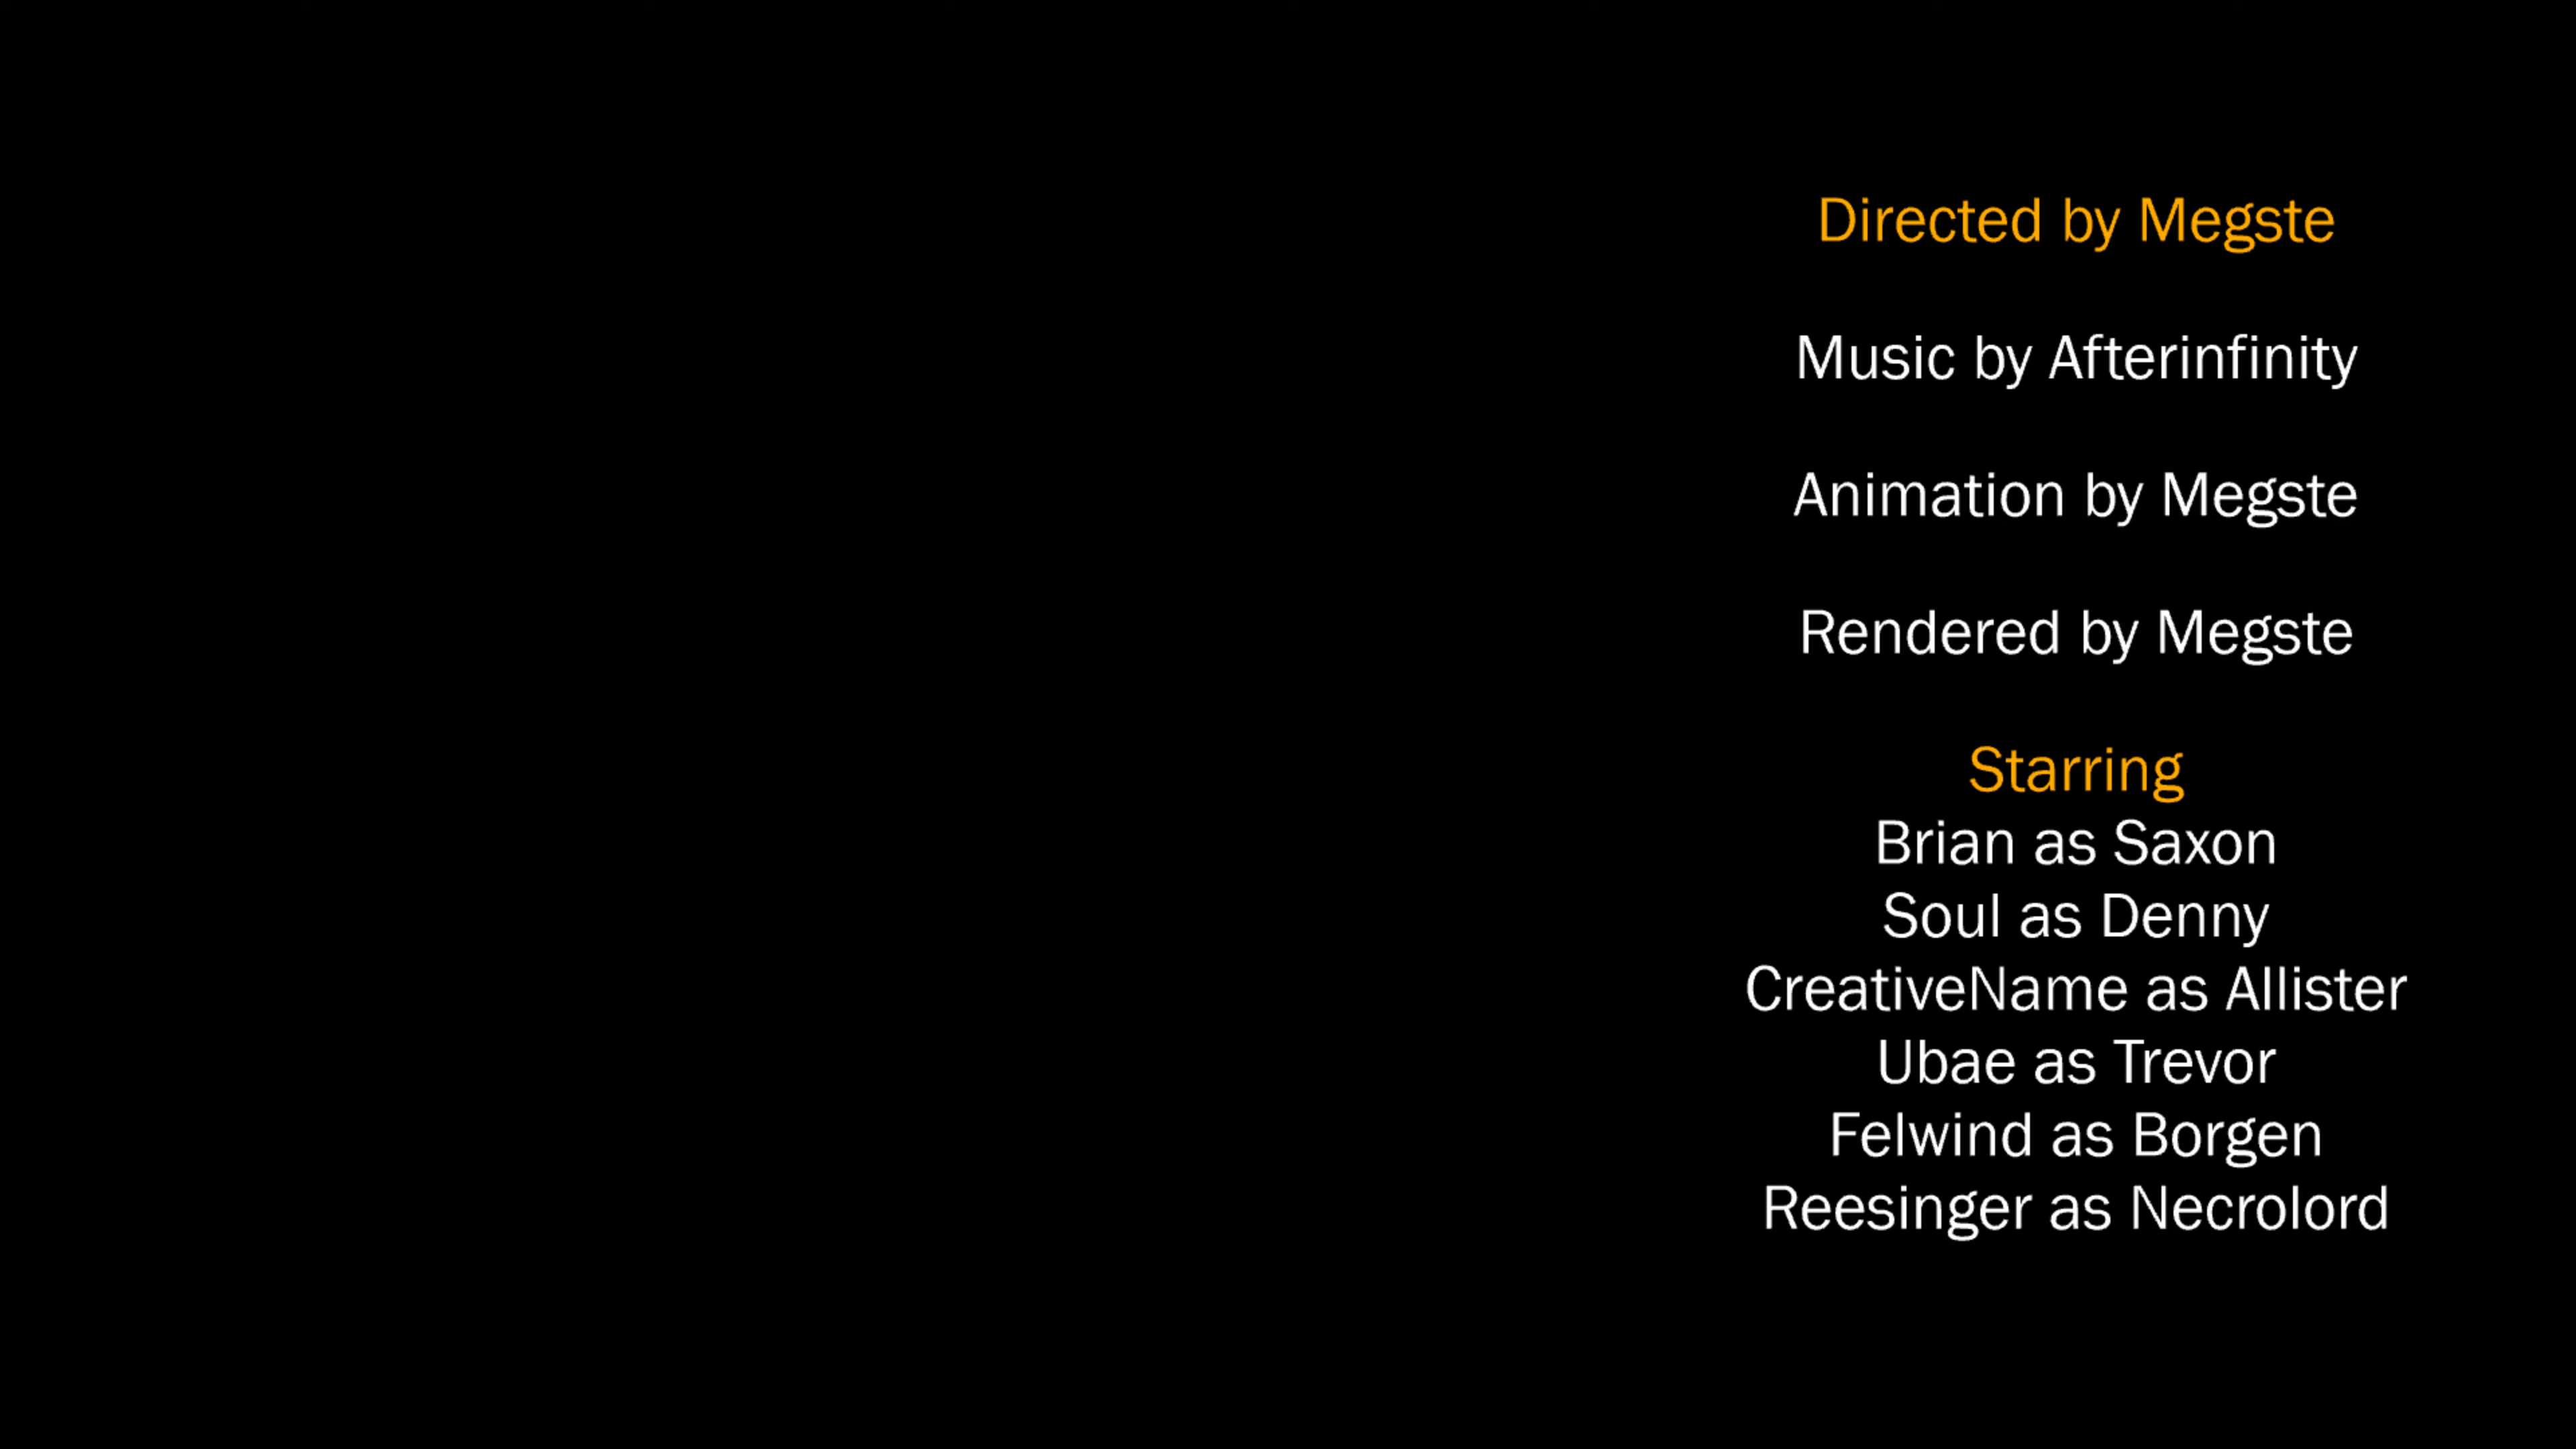 Directed by Megste
Music by Afterinfinity
Animation by Megste
Rendered by Megste
Starring
Brian as Saxon
Soul as Denny
CreativeName as Allister
Ubae as Trevor
Felwind as Borgen
Reesinger as Necrolord